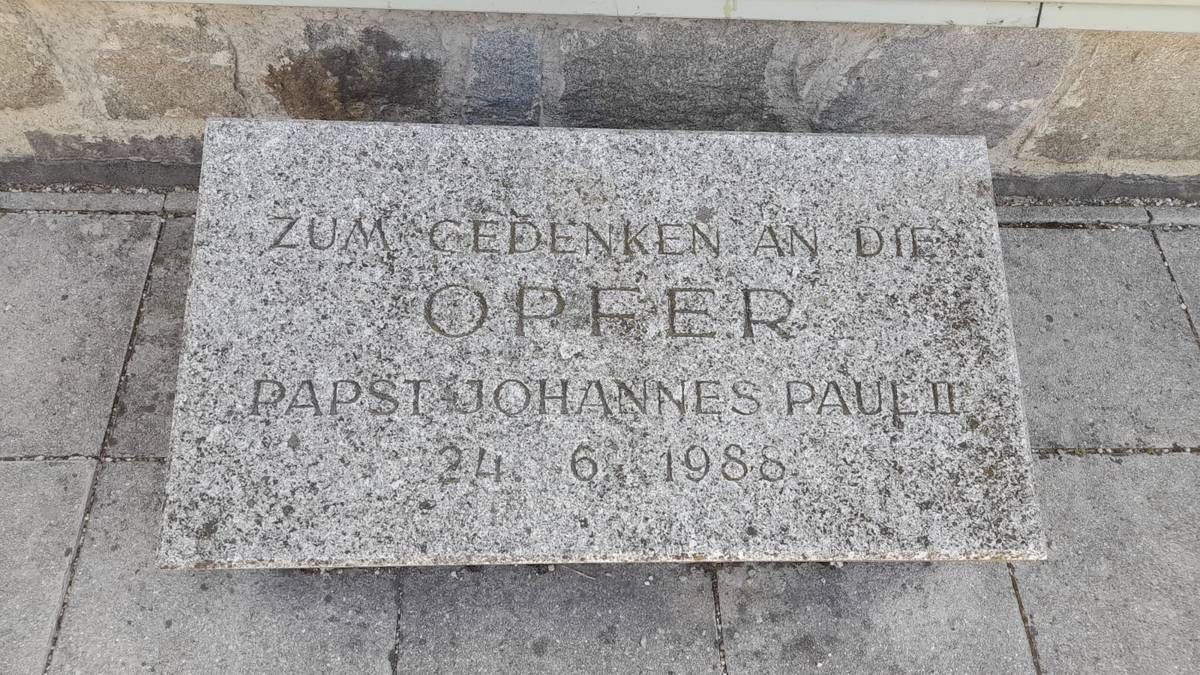 ZUM GEDENKEN AN DIE
OPFER
PAPST JOHANNES PAUL II
24 6 1988